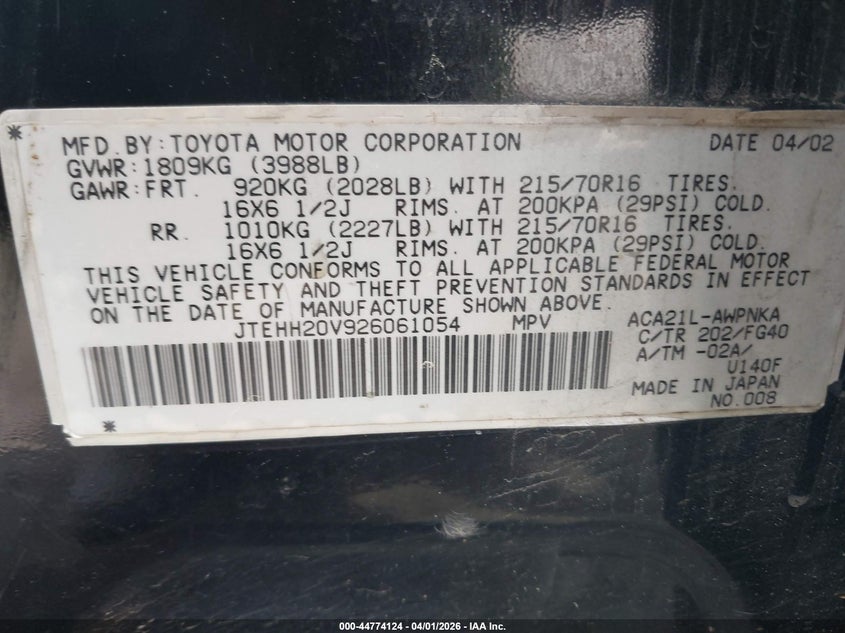 MFD.BY:TOYOTA MOTOR CORPORATION DATE 04/02
GVWR:1809KG (3988LB)
GAWR:FRT. 920KG (2028LB) WITH 215/70R16 TIRES.
16X6 1/2J RIMS. AT 200KPA (29PSI) COLD.
RR. 1010KG (2227LB) WITH 215/70R16 TIRES.
16X6 1/2J RIMS. AT 200KPA (29PSI) COLD.
THIS VEHICLE CONFORMS TO ALL APPLICABLE FEDERAL MOTOR
VEHICLE SAFETY AND THEFT PREVENTION STANDARDS IN EFFECT
ON THE DATE OF MANUFACTURE SHOWN ABOVE.
JTEHH20V926061054 MPV ACA21L-AWPNKA
C/TR 202/FG40
A/TM -02A/
U140F
MADE IN JAPAN
NO.008
000-44774124 - 04/01/2026 - IAA Inc.